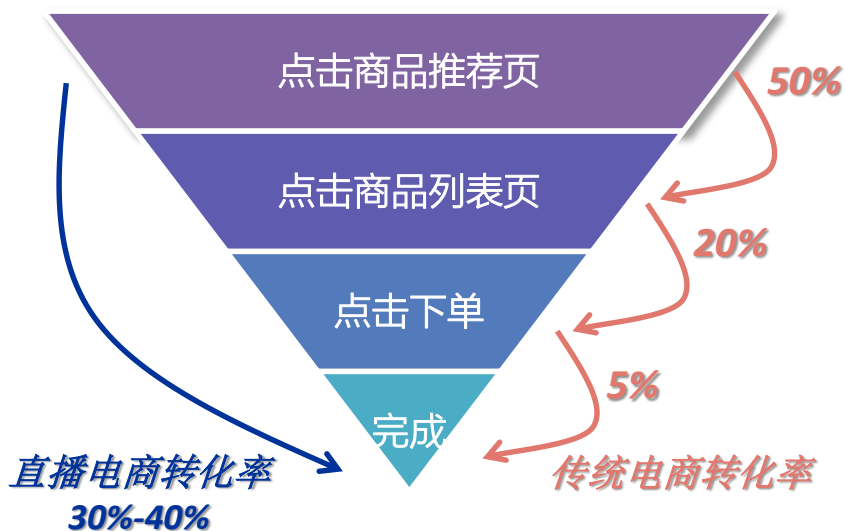 点击商品推荐页
50%
点击商品列表页
20%
点击下单
5%
完成
直播电商转化率
30%-40%
传统电商转化率